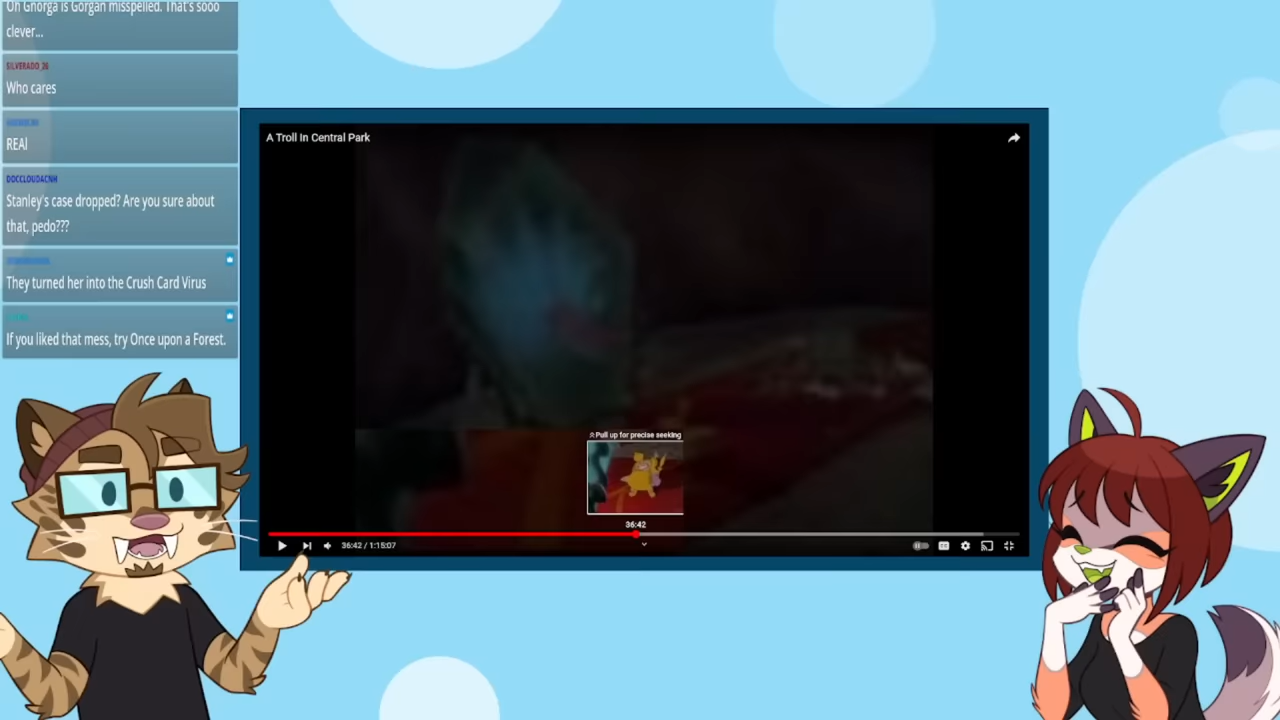 Oh Gnorga is Gorgan misspelled. That's sooo
clever...
SILVERADO_26
Who cares
REAl
DOCCLOUDACNH
Stanley's case dropped? Are you sure about
that, pedo???
They turned her into the Crush Card Virus
If you liked that mess, try Once upon a Forest.
A Troll In Central Park
Pull up for precise seeking
36:42
36:42 / 1:15:07
CC